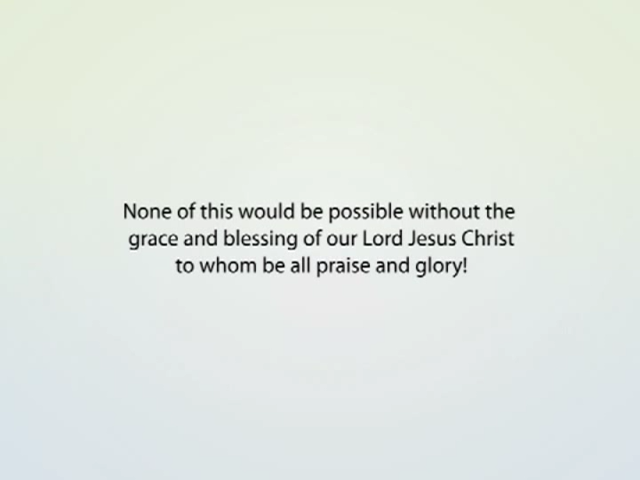 None of this would be possible without the
grace and blessing of our Lord Jesus Christ
to whom be all praise and glory!